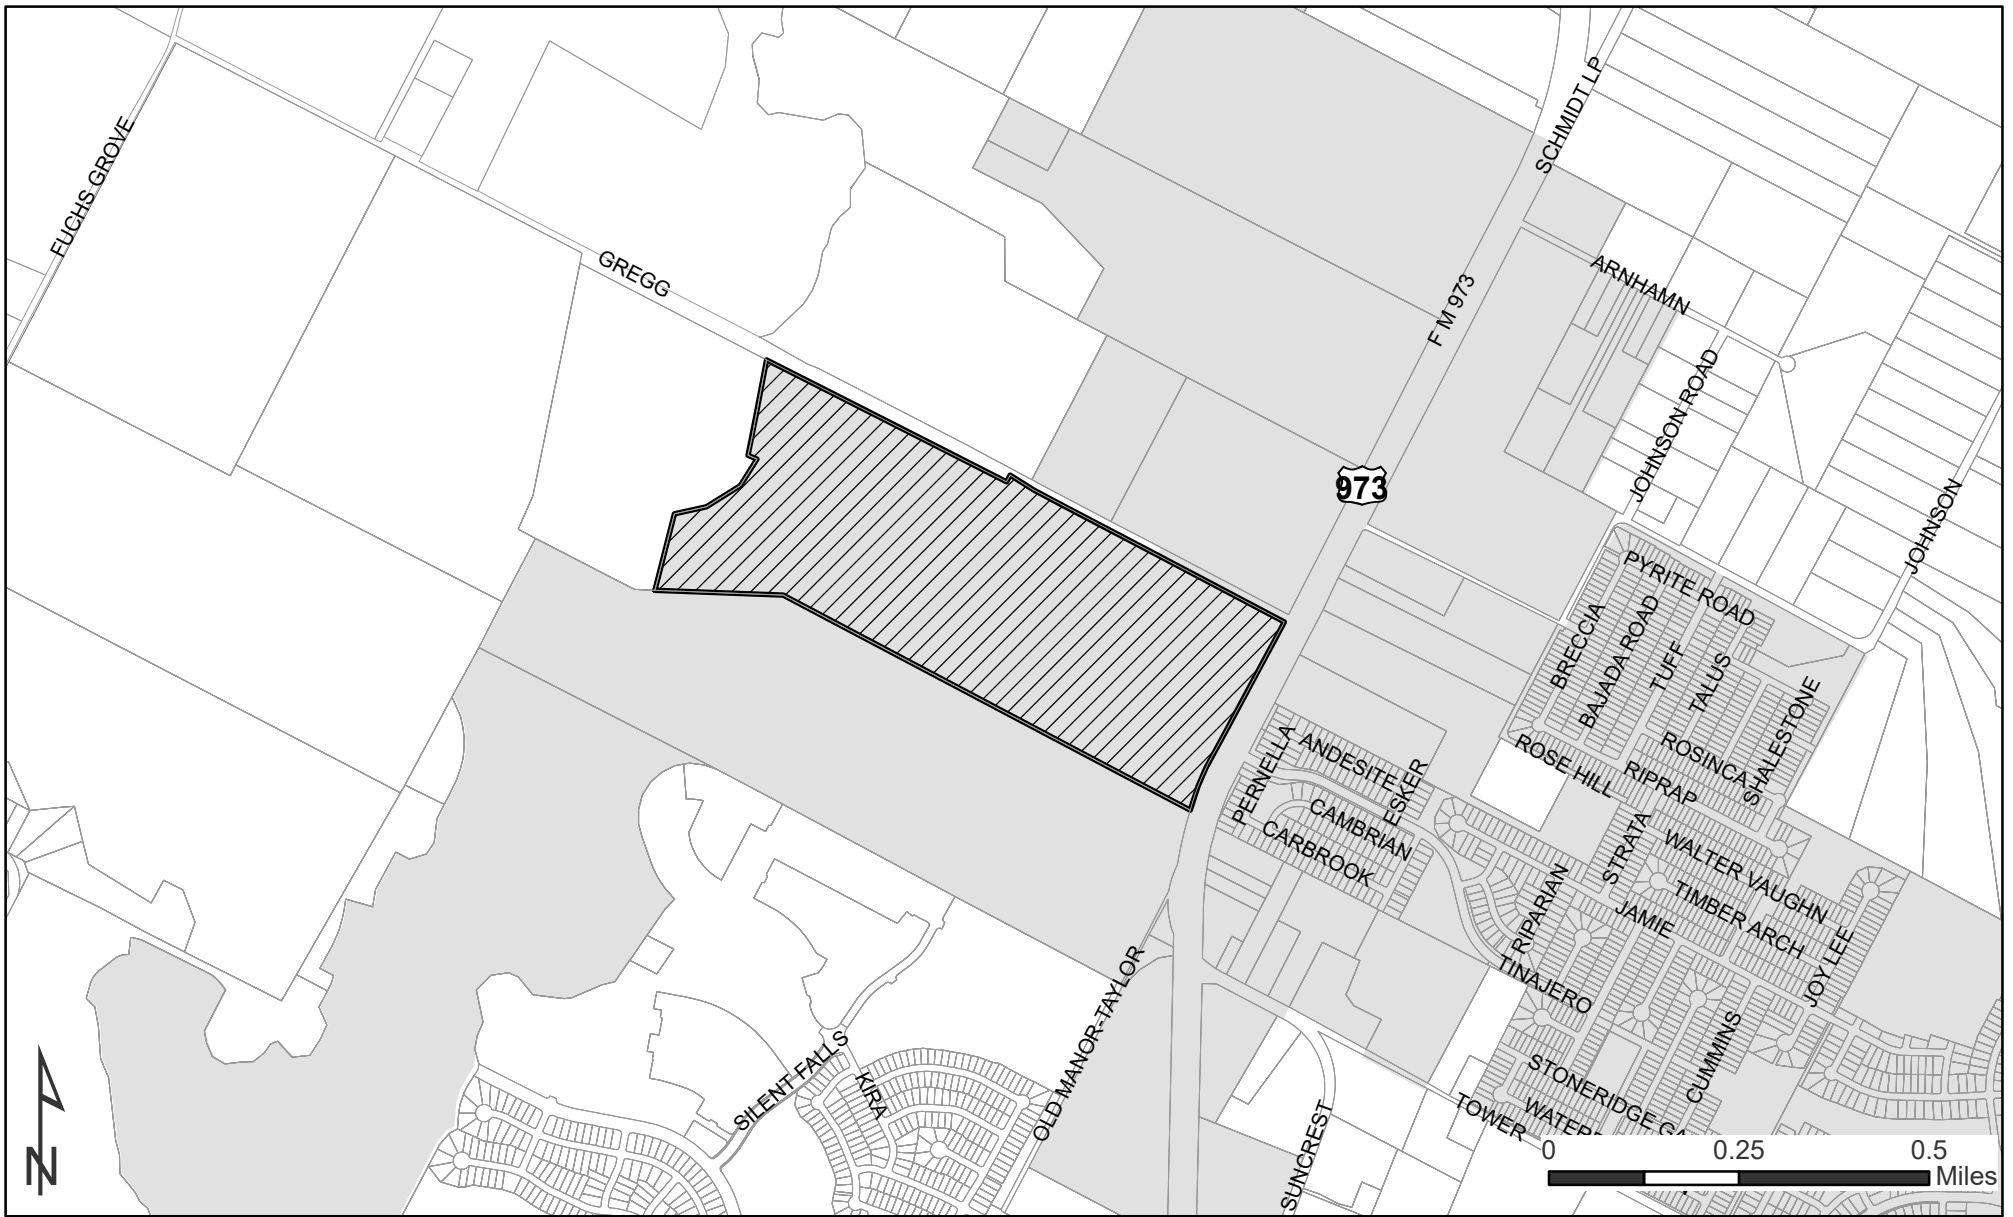 SCHMIDT LP
FUCHS GROVE
GREGG
ARNHAMN
F M 973
JOHNSON ROAD
973
JOHNSON
PYRITE ROAD
BRECCIA
BAJADA ROAD
TUFF
TALUS
SHALESTONE
PERNELLA
ANDESITE
ESKER
ROSE HILL
ROSINCA
RIPRAP
CAMBRIAN
CARBROOK
STRATA
WALTER VAUGHN
TIMBER ARCH
RIPARIAN
JAMIE
JOY LEE
TINAJERO
OLD MANOR-TAYLOR
CUMMINS
SILENT FALLS
KIRA
STONERIDGE GA
TOWER
WATER
SUNCREST
N
0 0.25 0.5
Miles